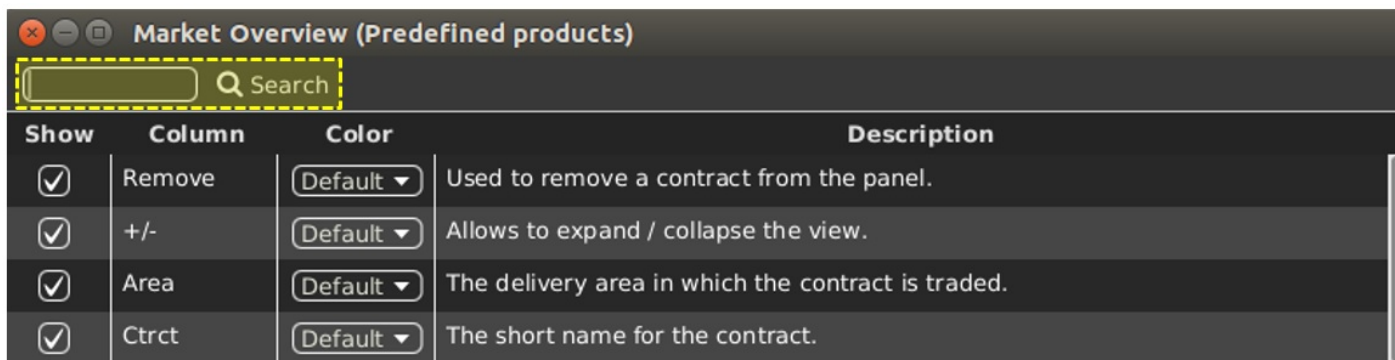 Market Overview (Predefined products)
Search
Show Column Color Description
Remove Default Used to remove a contract from the panel.
+/- Default Allows to expand / collapse the view.
Area Default The delivery area in which the contract is traded.
Ctrct Default The short name for the contract.